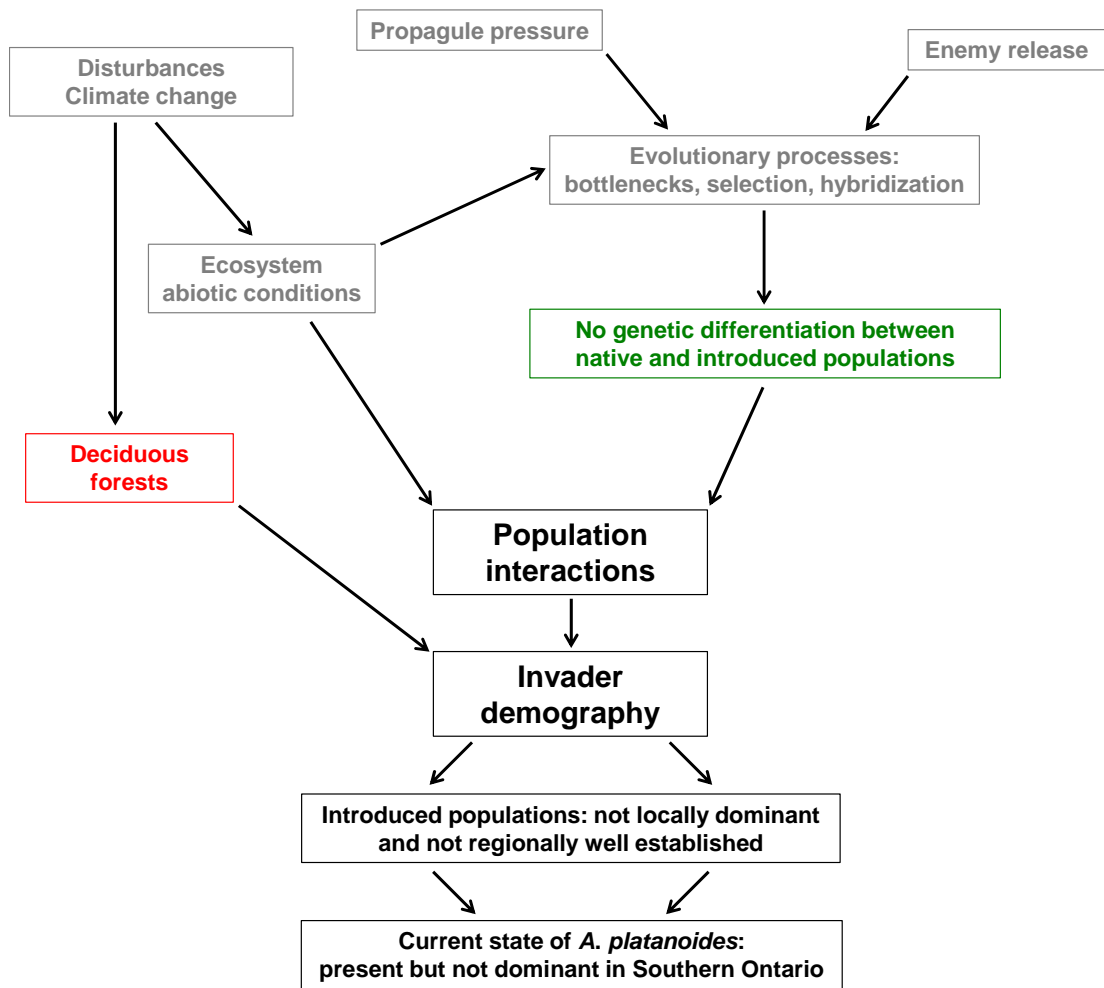 Propagule pressure
Enemy release
Disturbances
Climate change
Evolutionary processes:
bottlenecks, selection, hybridization
Ecosystem
abiotic conditions
No genetic differentiation between
native and introduced populations
Deciduous
forests
Population
interactions
Invader
demography
Introduced populations: not locally dominant
and not regionally well established
Current state of A. platanoides:
present but not dominant in Southern Ontario